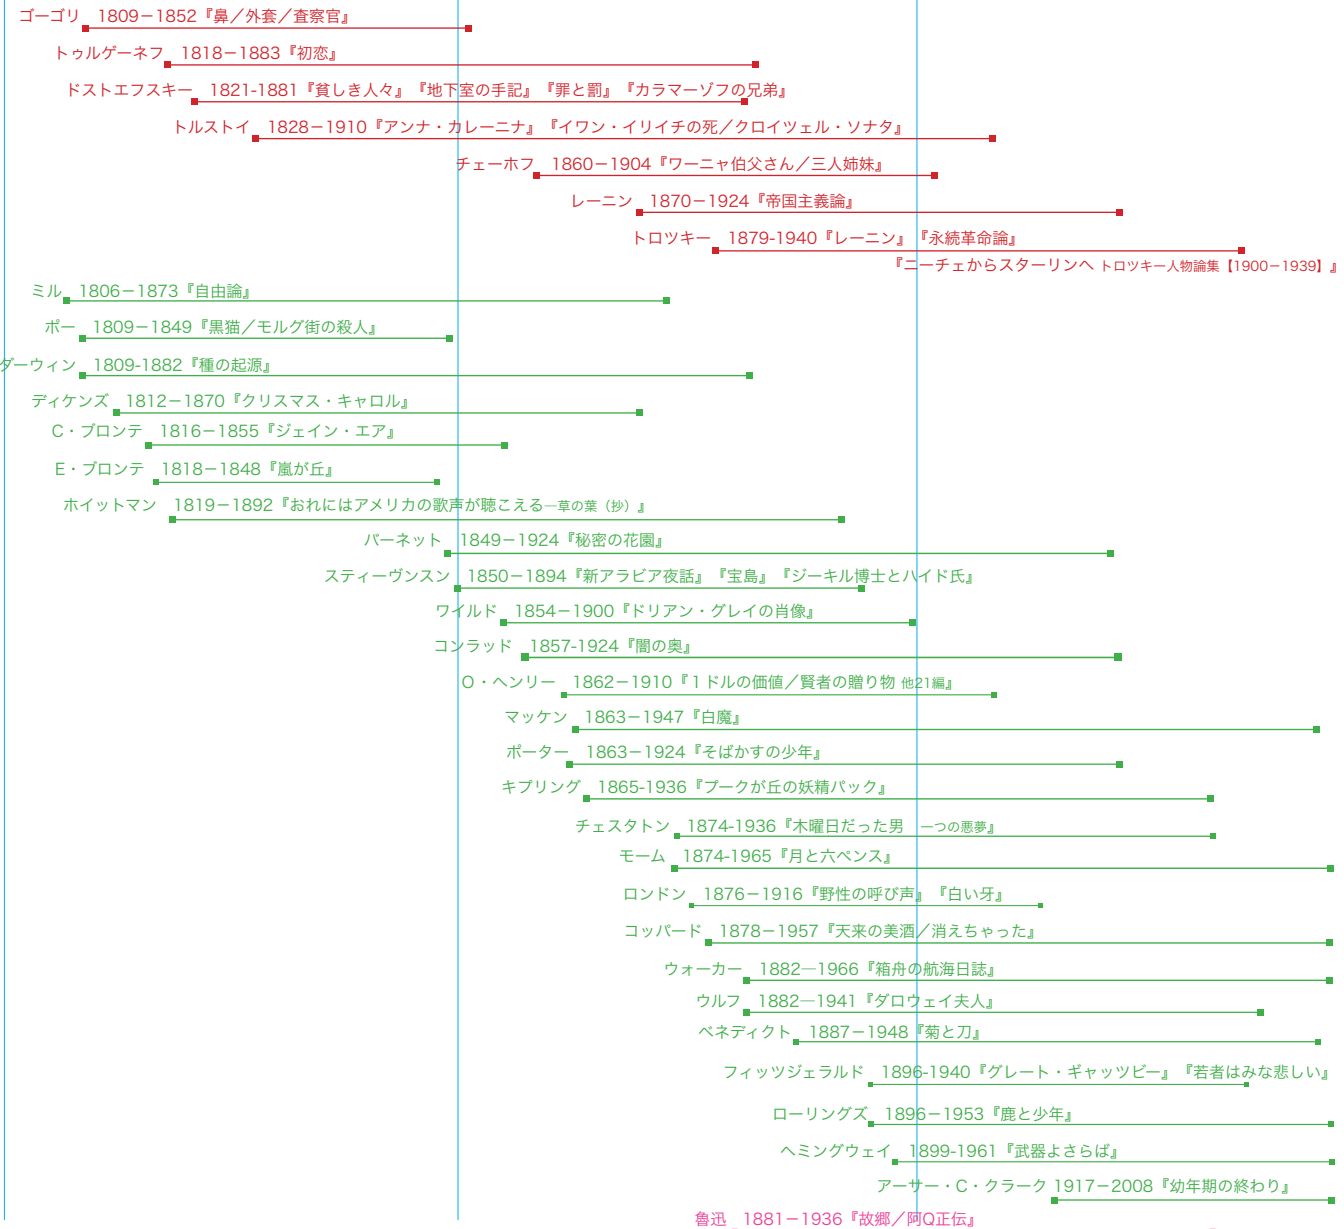 ゴーゴリ　1809－1852『鼻／外套／査察官』
トゥルゲーネフ　1818－1883『初恋』
ドストエフスキー　1821-1881『貧しき人々』『地下室の手記』『罪と罰』『カラマーゾフの兄弟』
トルストイ　1828－1910『アンナ・カレーニナ』『イワン・イリイチの死／クロイツェル・ソナタ』
チェーホフ　1860－1904『ワーニャ伯父さん／三人姉妹』
レーニン　1870－1924『帝国主義論』
トロツキー　1879-1940『レーニン』『永続革命論』
『ニーチェからスターリンへ トロツキー人物論集【1900－1939】』
ミル　1806－1873『自由論』
ポー　1809－1849『黒猫／モルグ街の殺人』
ダーウィン　1809-1882『種の起源』
ディケンズ　1812－1870『クリスマス・キャロル』
C・ブロンテ　1816－1855『ジェイン・エア』
E・ブロンテ　1818－1848『嵐が丘』
ホイットマン　1819－1892『おれにはアメリカの歌声が聴こえる―草の葉（抄）』
バーネット　1849－1924『秘密の花園』
スティーヴンスン　1850－1894『新アラビア夜話』『宝島』『ジーキル博士とハイド氏』
ワイルド　1854－1900『ドリアン・グレイの肖像』
コンラッド　1857-1924『闇の奥』
O・ヘンリー　1862－1910『１ドルの価値／賢者の贈り物 他21編』
マッケン　1863－1947『白魔』
ポーター　1863－1924『そばかすの少年』
キプリング　1865-1936『プークが丘の妖精パック』
チェスタトン　1874-1936『木曜日だった男　一つの悪夢』
モーム　1874-1965『月と六ペンス』
ロンドン　1876－1916『野性の呼び声』『白い牙』
コッパード　1878－1957『天来の美酒／消えちゃった』
ウォーカー　1882―1966『箱舟の航海日誌』
ウルフ　1882―1941『ダロウェイ夫人』
ベネディクト　1887－1948『菊と刀』
フィッツジェラルド　1896-1940『グレート・ギャッツビー』『若者はみな悲しい』
ローリングズ　1896－1953『鹿と少年』
ヘミングウェイ　1899-1961『武器よさらば』
アーサー・C・クラーク 1917－2008『幼年期の終わり』
魯迅　1881－1936『故郷／阿Q正伝』